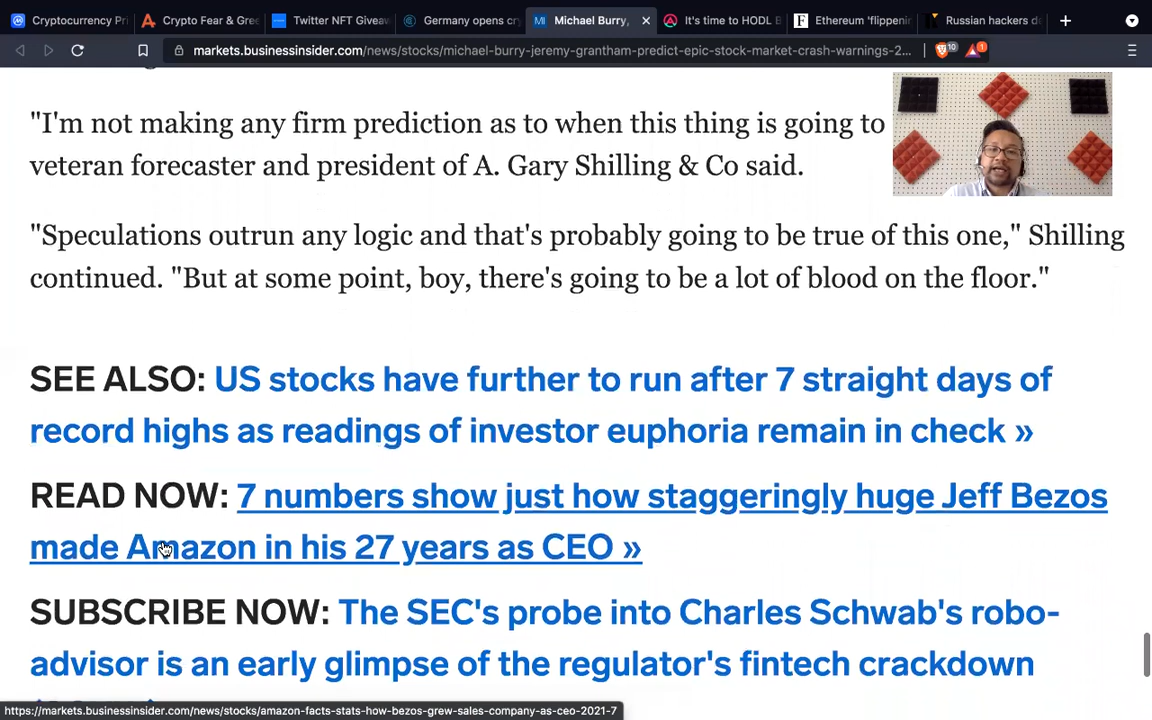 Cryptocurrency Pri
Crypto Fear & Gree
Twitter NFT Giveaw
Germany opens cry
Michael Burry,
It's time to HODL B
Ethereum 'flippenin
Russian hackers de
markets.businessinsider.com/news/stocks/michael-burry-jeremy-grantham-predict-epic-stock-market-crash-warnings-2...
10
1
"I'm not making any firm prediction as to when this thing is going to
veteran forecaster and president of A. Gary Shilling & Co said.
"Speculations outrun any logic and that's probably going to be true of this one," Shilling
continued. "But at some point, boy, there's going to be a lot of blood on the floor."
SEE ALSO: US stocks have further to run after 7 straight days of
record highs as readings of investor euphoria remain in check »
READ NOW: 7 numbers show just how staggeringly huge Jeff Bezos
made Amazon in his 27 years as CEO »
SUBSCRIBE NOW: The SEC's probe into Charles Schwab's robo-
advisor is an early glimpse of the regulator's fintech crackdown
https://markets.businessinsider.com/news/stocks/amazon-facts-stats-how-bezos-grew-sales-company-as-ceo-2021-7